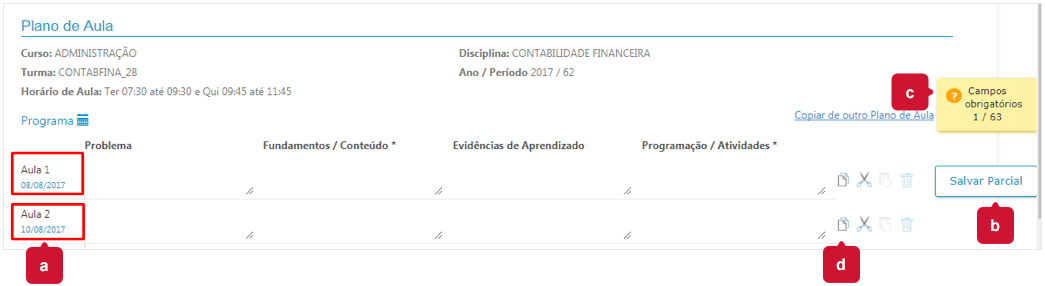 Plano de Aula
Curso: ADMINISTRAÇÃO
Disciplina: CONTABILIDADE FINANCEIRA
Turma: CONTABFINA_2B
Ano / Período 2017 / 62
Horário de Aula: Ter 07:30 até 09:30 e Qui 09:45 até 11:45
c
? Campos
obrigatórios
1 / 63
Programa
Copiar de outro Plano de Aula
Problema
Fundamentos / Conteúdo *
Evidências de Aprendizado
Programação / Atividades *
Aula 1
08/08/2017
Salvar Parcial
Aula 2
10/08/2017
b
a
d